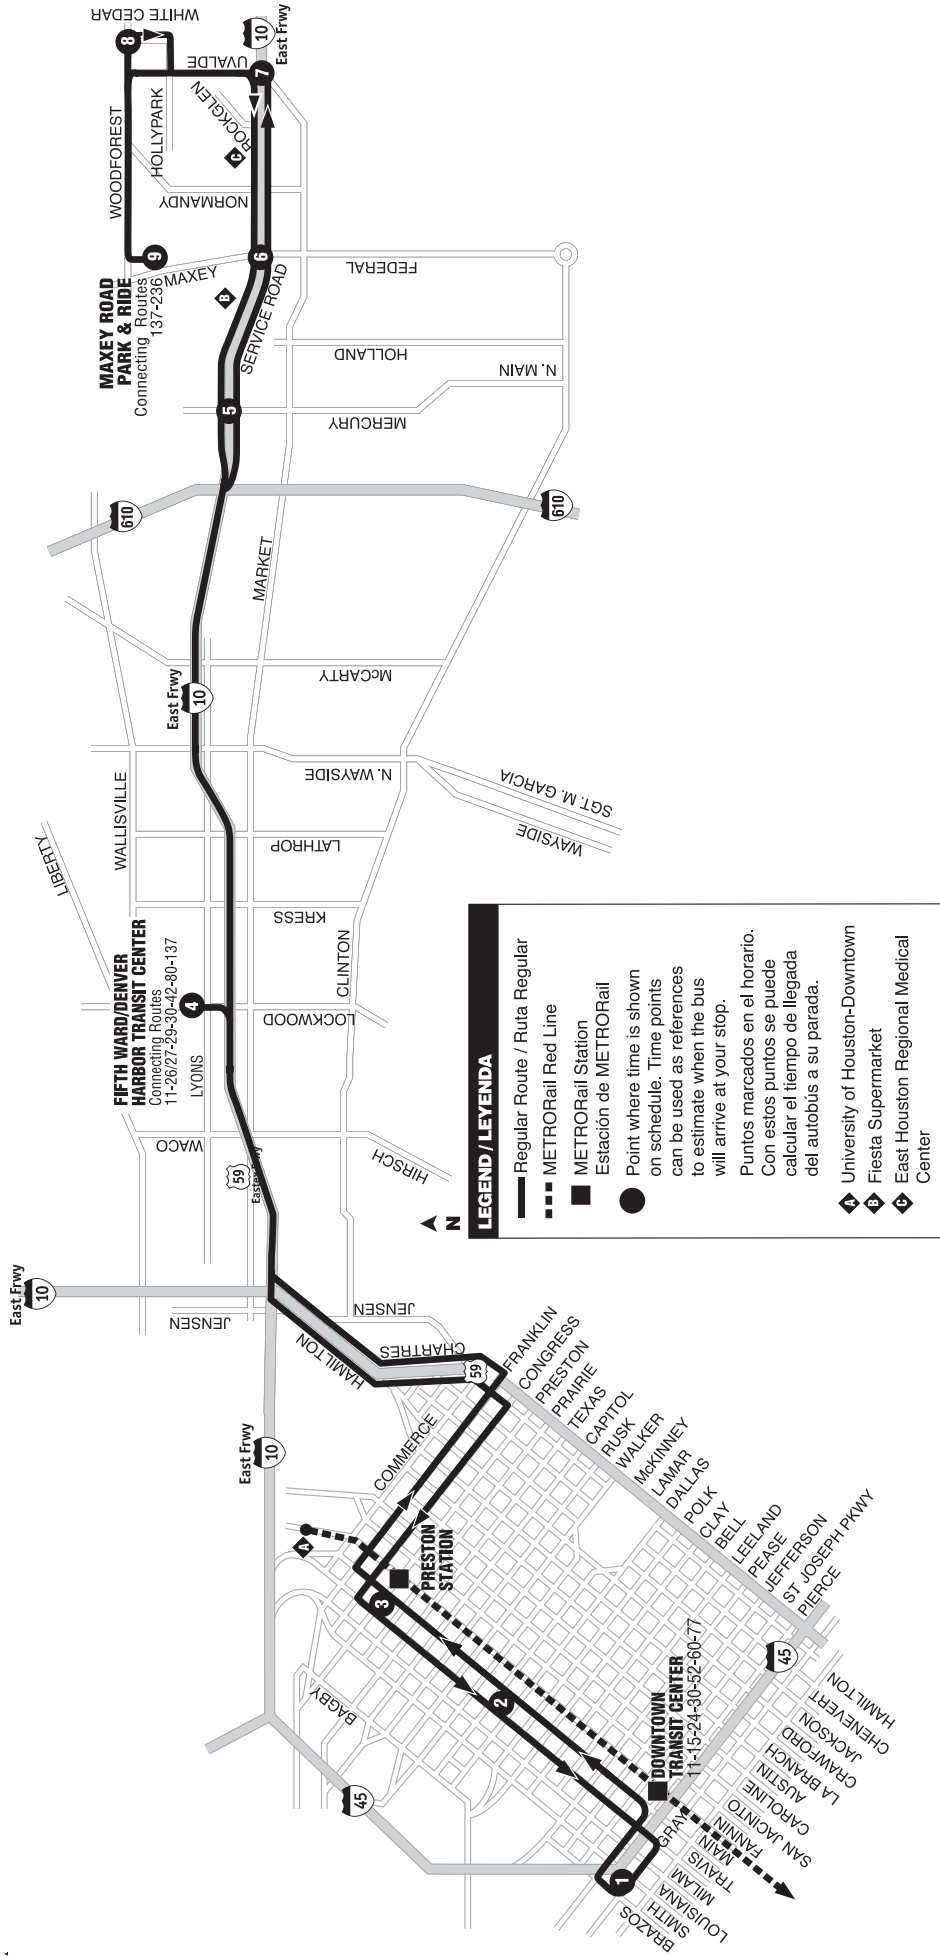 WHITE CEDAR
8
10
East Frwy
UVALDE
7
ROCKGLEN
HOLLYPARK
WOODFOREST
C
NORMANDY
9
MAXEY
6
MAXEY ROAD
PARK & RIDE
Connecting Routes
137-236
B
SERVICE ROAD
FEDERAL
HOLLAND
N. MAIN
5
MERCURY
610
610
MARKET
McCARTY
East Frwy
10
N. WAYSIDE
SGT. M. GARCIA
WAYSIDE
WALLISVILLE
LIBERTY
LATHROP
KRESS
CLINTON
FIFTH WARD/DENVER
HARBOR TRANSIT CENTER
Connecting Routes
11-26/27-29-30-42-80-137
4
LOCKWOOD
LYONS
WACO
HIRSCH
59
Eastex Frwy
N
East Frwy
10
JENSEN
JENSEN
HAMILTON
CHARTRES
59
East Frwy
10
COMMERCE
FRANKLIN
CONGRESS
PRESTON
PRAIRIE
TEXAS
CAPITOL
RUSK
WALKER
McKINNEY
LAMAR
DALLAS
POLK
CLAY
BELL
LEELAND
PEASE
JEFFERSON
ST JOSEPH PKWY
PIERCE
A
PRESTON
STATION
3
2
BAGBY
45
45
DOWNTOWN
TRANSIT CENTER
11-15-24-30-52-60-77
GRAY
1
HAMILTON
CHENEVERT
JACKSON
CRAWFORD
LA BRANCH
AUSTIN
CAROLINE
SAN JACINTO
FANNIN
MAIN
TRAVIS
MILAM
LOUISIANA
SMITH
BRAZOS
LEGEND / LEYENDA
Regular Route / Ruta Regular
METRORail Red Line
METRORail Station
Estación de METRORail
Point where time is shown
on schedule. Time points
can be used as references
to estimate when the bus
will arrive at your stop.
Puntos marcados en el horario.
Con estos puntos se puede
calcular el tiempo de llegada
del autobús a su parada.
A University of Houston-Downtown
B Fiesta Supermarket
C East Houston Regional Medical
Center